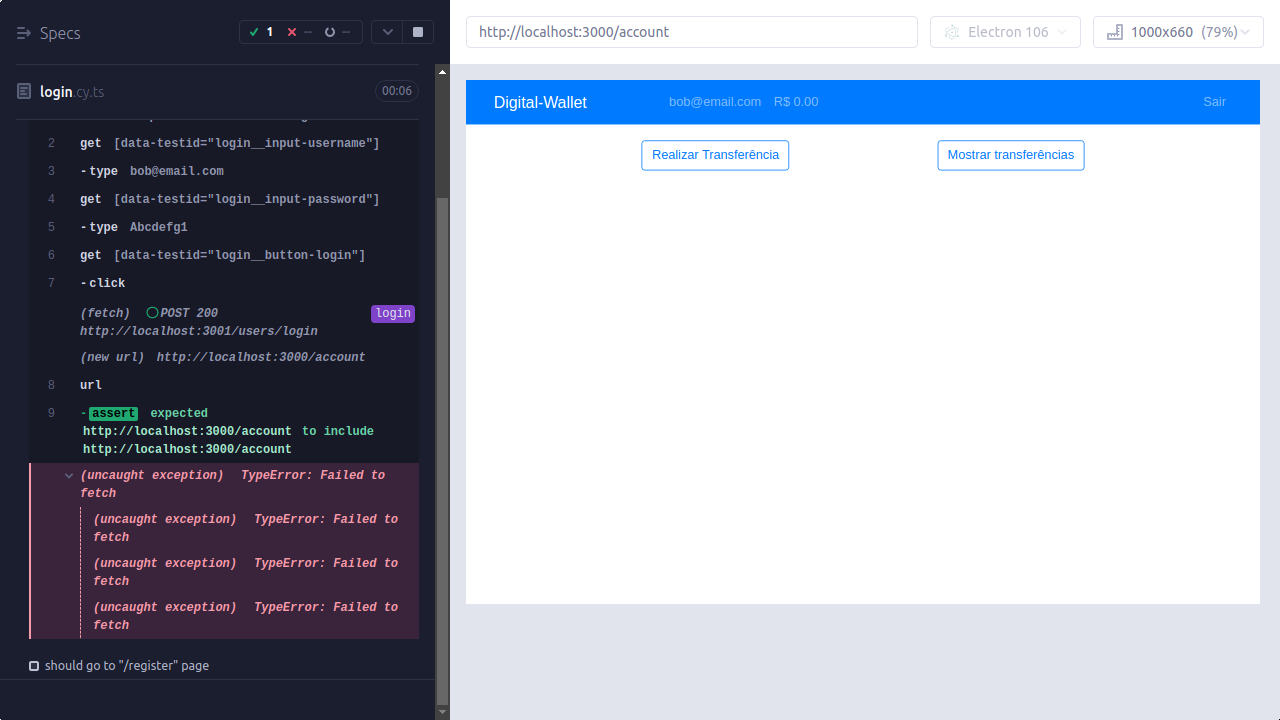 Specs
1
--
--
http://localhost:3000/account
Electron 106
1000x660 (79%)
login.cy.ts
00:06
2 get [data-testid="login__input-username"]
3 -type bob@email.com
4 get [data-testid="login__input-password"]
5 -type Abcdefg1
6 get [data-testid="login__button-login"]
7 -click
(fetch) POST 200 login
http://localhost:3001/users/login
(new url) http://localhost:3000/account
8 url
9 -assert expected
http://localhost:3000/account to include
http://localhost:3000/account
(uncaught exception) TypeError: Failed to
fetch
(uncaught exception) TypeError: Failed to
fetch
(uncaught exception) TypeError: Failed to
fetch
(uncaught exception) TypeError: Failed to
fetch
should go to "/register" page
Digital-Wallet
bob@email.com R$ 0.00
Sair
Realizar Transferência
Mostrar transferências